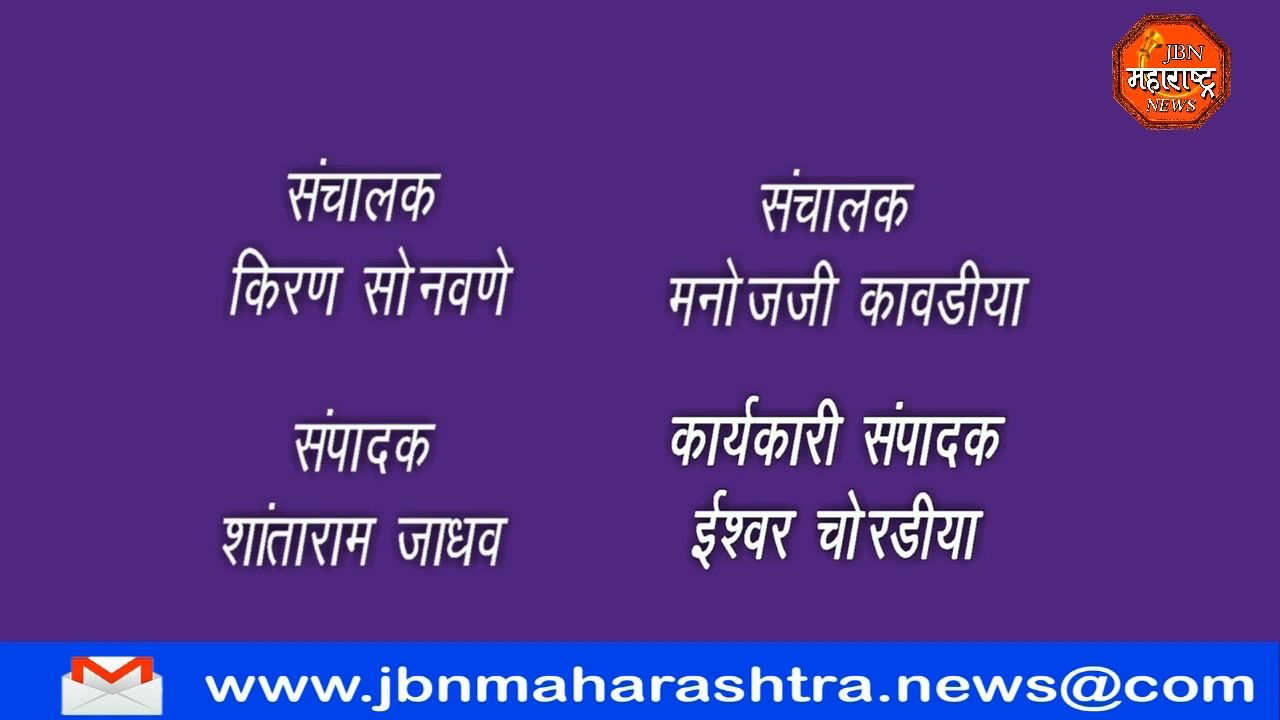 JBN
महाराष्ट्र
NEWS
संचालक
किरण सोनवणे
संचालक
मनोजजी कावडीया
संपादक
शांताराम जाधव
कार्यकारी संपादक
ईश्वर चोरडीया
www.jbnmaharashtra.news@com